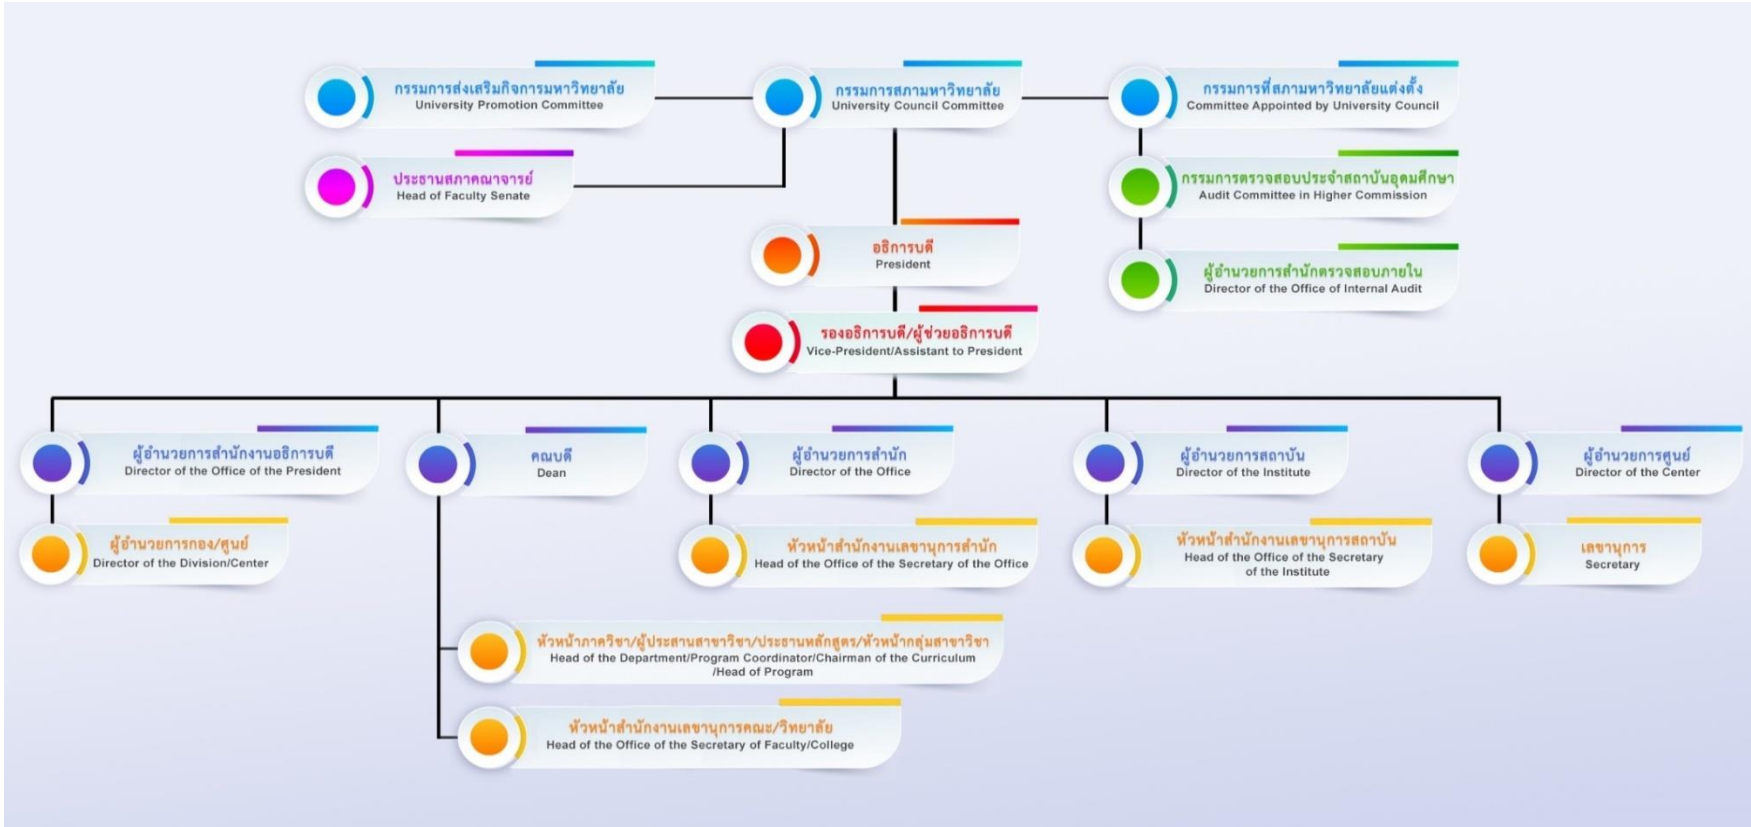 กรรมการส่งเสริมกิจการมหาวิทยาลัย
University Promotion Committee
กรรมการสภามหาวิทยาลัย
University Council Committee
กรรมการที่สภามหาวิทยาลัยแต่งตั้ง
Committee Appointed by University Council
ประธานสภาคณาจารย์
Head of Faculty Senate
กรรมการตรวจสอบประจำสถาบันอุดมศึกษา
Audit Committee in Higher Commission
อธิการบดี
President
ผู้อำนวยการสำนักตรวจสอบภายใน
Director of the Office of Internal Audit
รองอธิการบดี/ผู้ช่วยอธิการบดี
Vice-President/Assistant to President
ผู้อำนวยการสำนักงานอธิการบดี
Director of the Office of the President
คณบดี
Dean
ผู้อำนวยการสำนัก
Director of the Office
ผู้อำนวยการสถาบัน
Director of the Institute
ผู้อำนวยการศูนย์
Director of the Center
ผู้อำนวยการกอง/ศูนย์
Director of the Division/Center
หัวหน้าสำนักงานเลขานุการสำนัก
Head of the Office of the Secretary of the Office
หัวหน้าสำนักงานเลขานุการสถาบัน
Head of the Office of the Secretary
of the Institute
เลขานุการ
Secretary
หัวหน้าภาควิชา/ผู้ประสานสาขาวิชา/ประธานหลักสูตร/หัวหน้ากลุ่มสาขาวิชา
Head of the Department/Program Coordinator/Chairman of the Curriculum
/Head of Program
หัวหน้าสำนักงานเลขานุการคณะ/วิทยาลัย
Head of the Office of the Secretary of Faculty/College